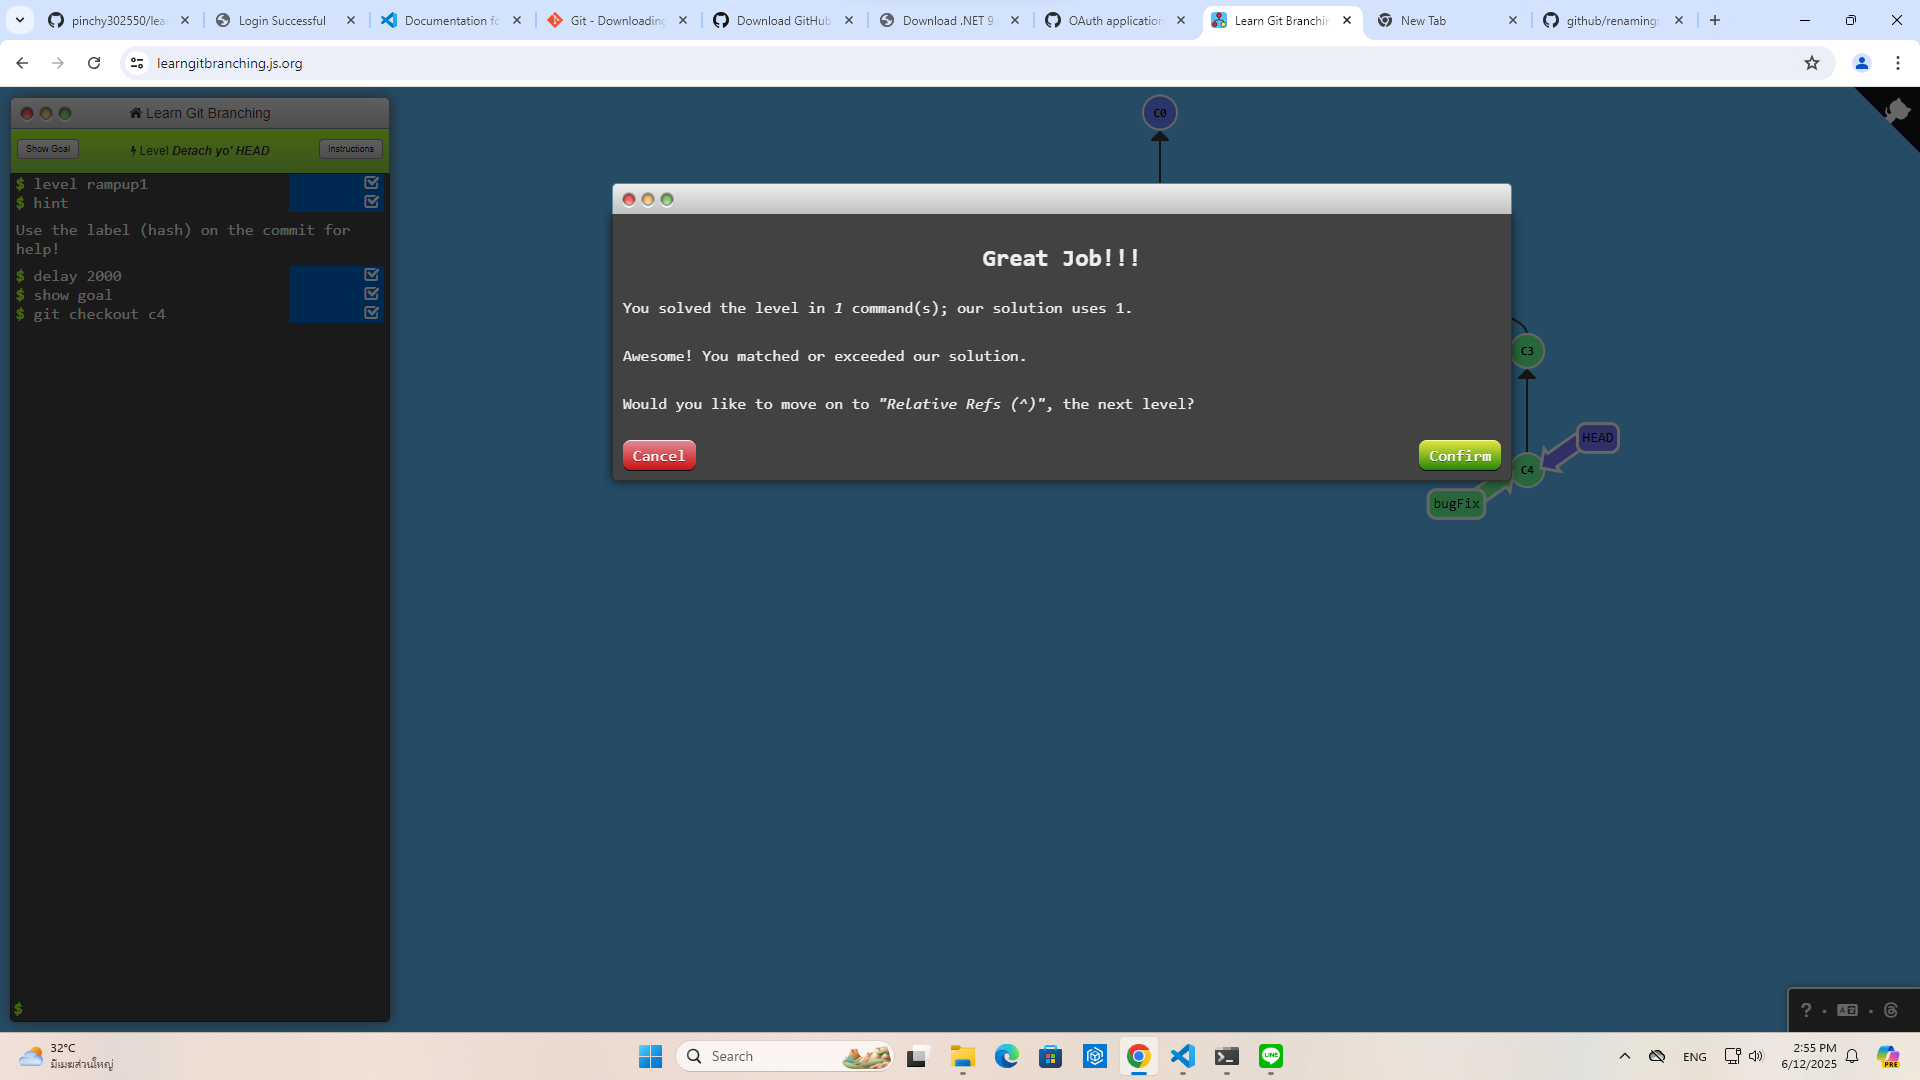 pinchy302550/lea
Login Successful
Documentation fo
Git - Downloading
Download GitHub
Download .NET 9.
OAuth application
Learn Git Branchin
New Tab
github/renaming:
learngitbranching.js.org
Learn Git Branching
Show Goal
Level Detach yo' HEAD
Instructions
$ level rampup1
$ hint
Use the label (hash) on the commit for
help!
$ delay 2000
$ show goal
$ git checkout c4
$
C0
Great Job!!!
You solved the level in 1 command(s); our solution uses 1.
Awesome! You matched or exceeded our solution.
Would you like to move on to "Relative Refs (^)", the next level?
Cancel
Confirm
C3
HEAD
C4
bugFix
?
32°C
มีเมฆส่วนใหญ่
Search
LINE
ENG
2:55 PM
6/12/2025
PRE